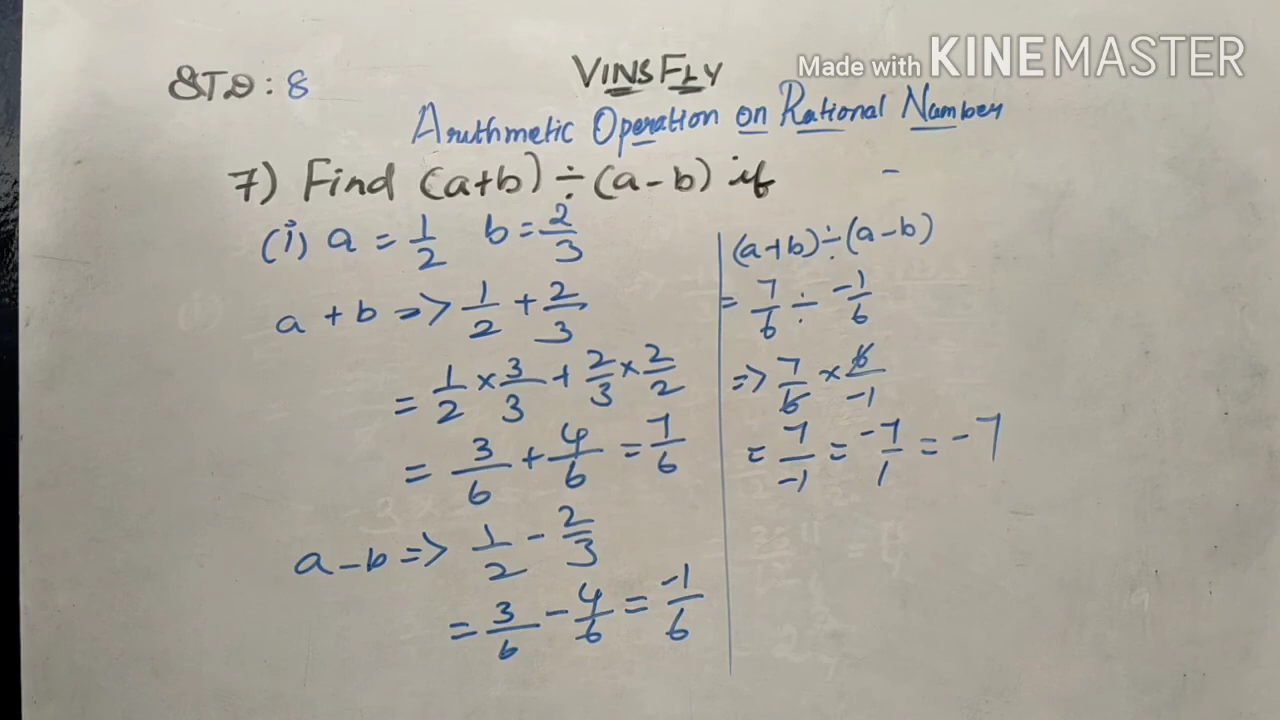 Made with KINEMASTER
STD : 8
VINSFLY
Aruthmetic Operation on Rational Number
7) Find (a+b) ÷ (a-b) if
(i) a = 1/2 b = 2/3
a + b => 1/2 + 2/3
= 1/2 × 3/3 + 2/3 × 2/2
= 3/6 + 4/6 = 7/6
a - b => 1/2 - 2/3
= 3/6 - 4/6 = -1/6
(a+b) ÷ (a-b)
= 7/6 ÷ -1/6
=> 7/6 × 6/-1
= 7/-1 = -7/1 = -7